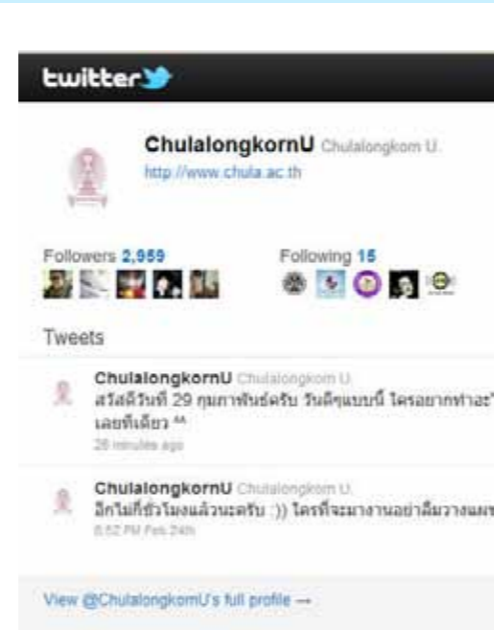 twitter
ChulalongkornU Chulalongkorn U.
http://www.chula.ac.th
Followers 2,959
Following 15
Tweets
ChulalongkornU Chulalongkorn U.
สวัสดีวันที่ 29 กุมภาพันธ์ครับ วันดีๆแบบนี้ ใครอยากทำอะไ
เลยทีเดียว ^^
26 minutes ago
ChulalongkornU Chulalongkorn U.
อีกไม่กี่ชั่วโมงแล้วนะครับ :)) ใครที่จะมางานอย่าลืมวางแผน
6:52 PM Feb 24th
View @ChulalongkornU's full profile →